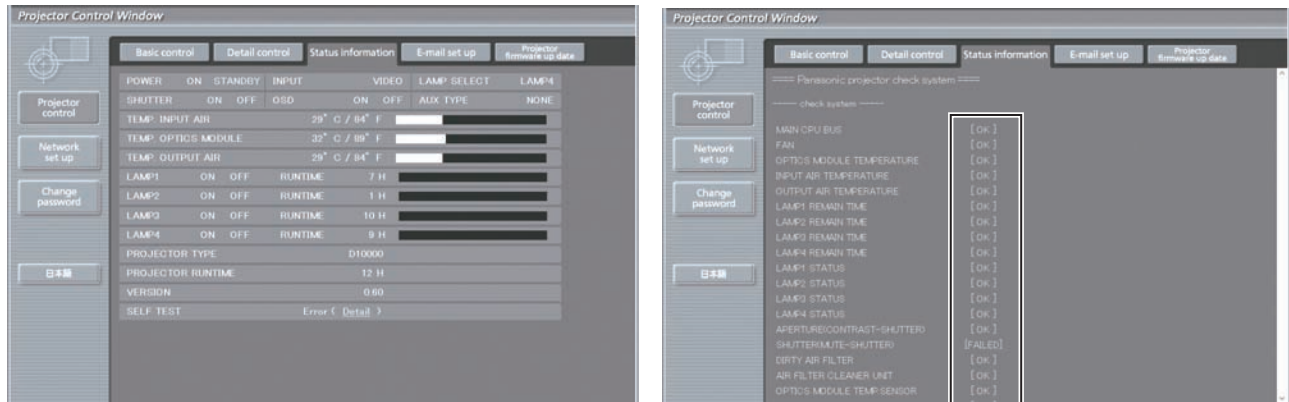 Projector Control Window
Basic control Detail control Status information E-mail set up Projector firmware up date
Projector control
Network set up
Change password
日本語
POWER ON STANDBY INPUT VIDEO LAMP SELECT LAMP4
SHUTTER ON OFF OSD ON OFF AUX TYPE NONE
TEMP. INPUT AIR 29° C / 84° F
TEMP. OPTICS MODULE 32° C / 89° F
TEMP. OUTPUT AIR 29° C / 84° F
LAMP1 ON OFF RUNTIME 7 H
LAMP2 ON OFF RUNTIME 1 H
LAMP3 ON OFF RUNTIME 10 H
LAMP4 ON OFF RUNTIME 9 H
PROJECTOR TYPE D10000
PROJECTOR RUNTIME 12 H
VERSION 0.60
SELF TEST Error ( Detail )
Projector Control Window
Basic control Detail control Status information E-mail set up Projector firmware up date
Projector control
Network set up
Change password
日本語
==== Panasonic projector check system ====
----- check system -----
MAIN CPU BUS [ OK ]
FAN [ OK ]
OPTICS MODULE TEMPERATURE [ OK ]
INPUT AIR TEMPERATURE [ OK ]
OUTPUT AIR TEMPERATURE [ OK ]
LAMP1 REMAIN TIME [ OK ]
LAMP2 REMAIN TIME [ OK ]
LAMP3 REMAIN TIME [ OK ]
LAMP4 REMAIN TIME [ OK ]
LAMP1 STATUS [ OK ]
LAMP2 STATUS [ OK ]
LAMP3 STATUS [ OK ]
LAMP4 STATUS [ OK ]
APERTURE(CONTRAST-SHUTTER) [ OK ]
SHUTTER(MUTE-SHUTTER) [FAILED]
DIRTY AIR FILTER [ OK ]
AIR FILTER CLEANER UNIT [ OK ]
OPTICS MODULE TEMP.SENSOR [ OK ]